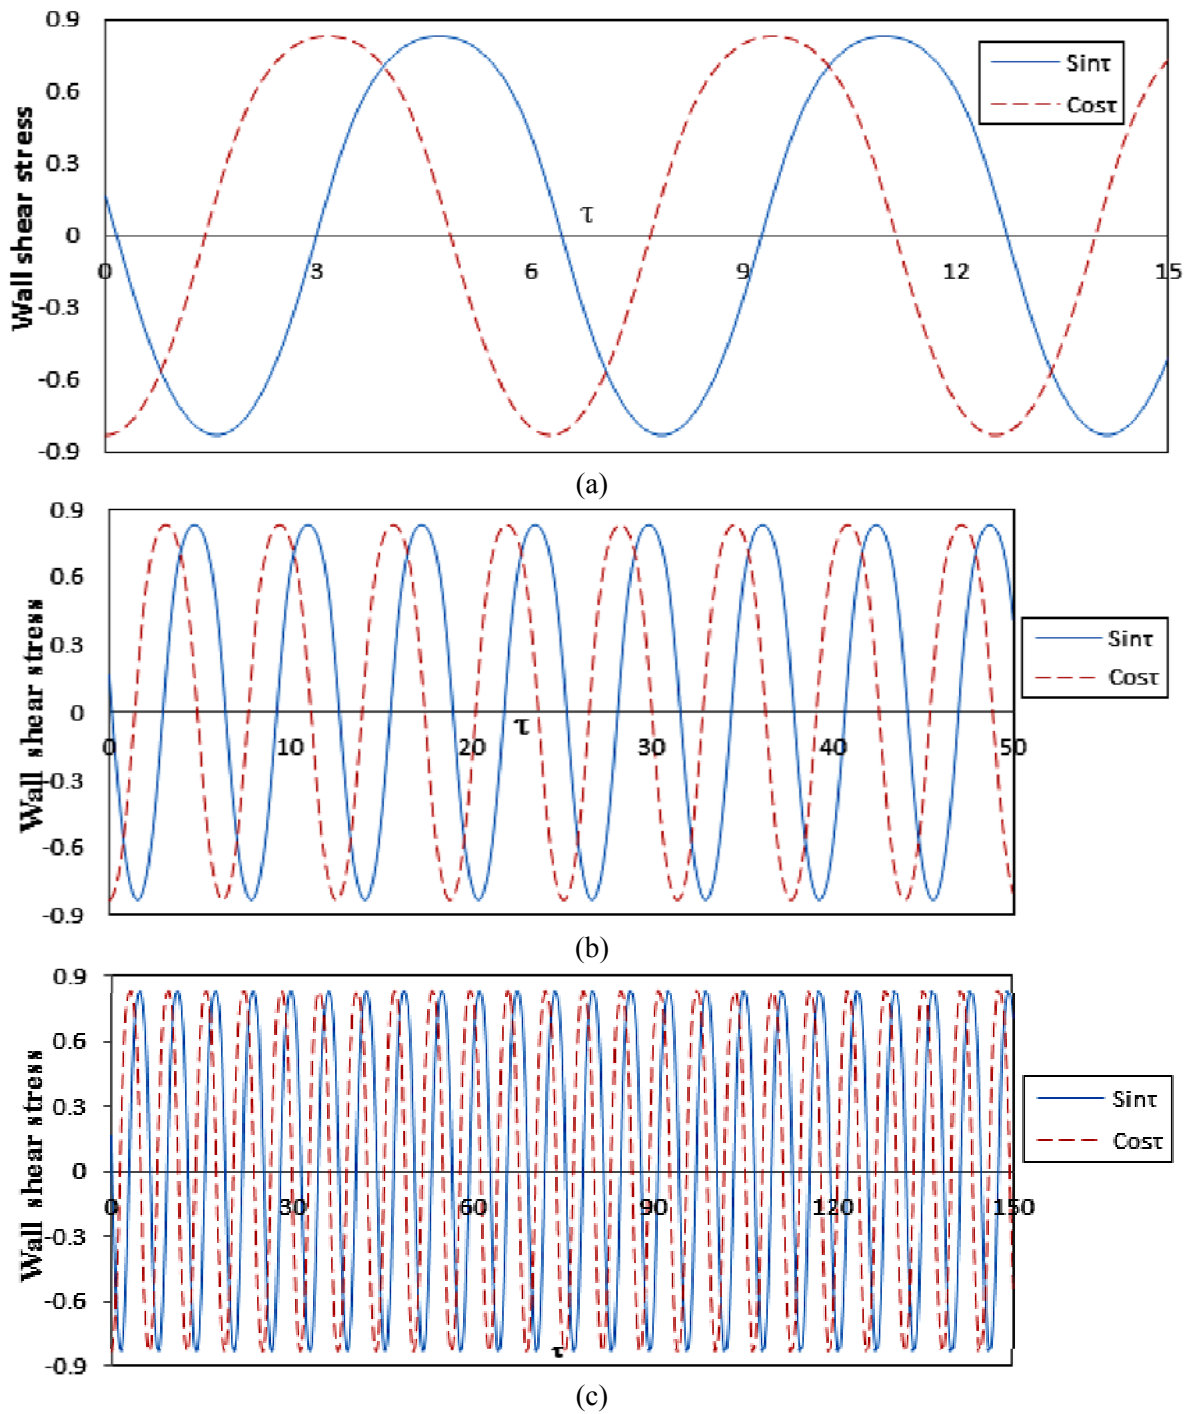 0.9
0.6
0.3
0
-0.3
-0.6
-0.9
Wall shear stress
0 3 6 9 12 15
τ
Sinτ
Cosτ
(a)
0.9
0.6
0.3
0
-0.3
-0.6
-0.9
Wall shear stress
0 10 20 30 40 50
τ
Sinτ
Cosτ
(b)
0.9
0.6
0.3
0
-0.3
-0.6
-0.9
Wall shear stress
0 30 60 90 120 150
τ
Sinτ
Cosτ
(c)